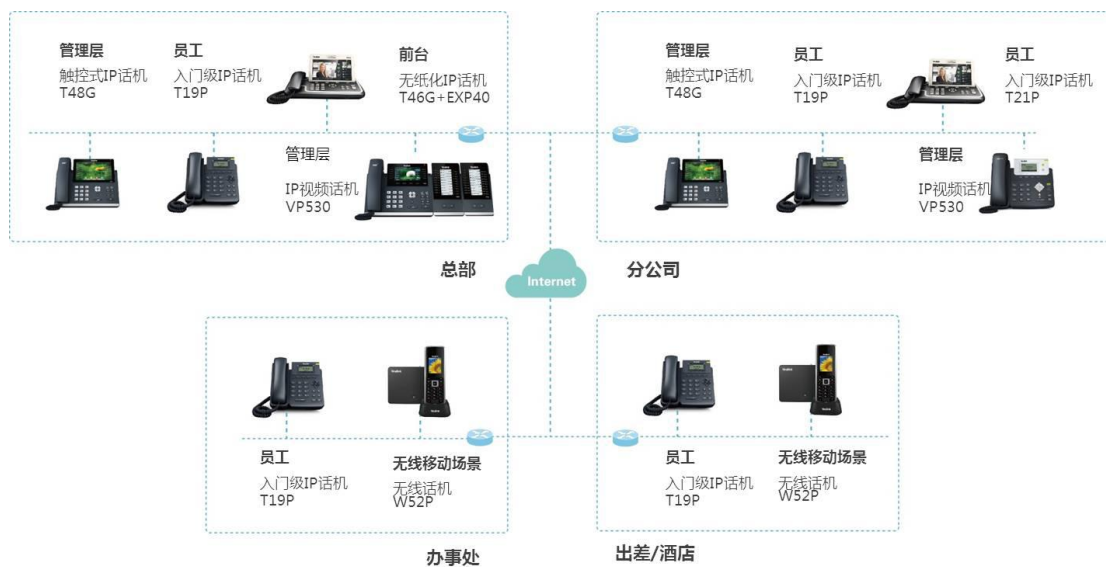 管理层
触控式IP话机
T48G
员工
入门级IP话机
T19P
前台
无纸化IP话机
T46G+EXP40
管理层
IP视频话机
VP530
总部
管理层
触控式IP话机
T48G
员工
入门级IP话机
T19P
员工
入门级IP话机
T21P
管理层
IP视频话机
VP530
分公司
Internet
员工
入门级IP话机
T19P
无线移动场景
无线话机
W52P
办事处
员工
入门级IP话机
T19P
无线移动场景
无线话机
W52P
出差/酒店